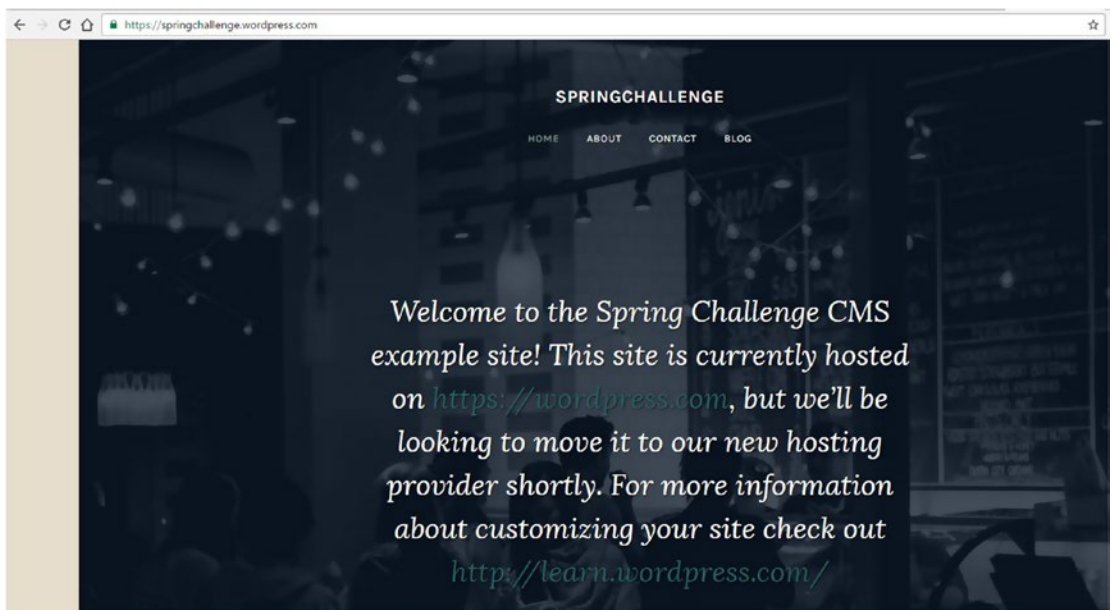 https://springchallenge.wordpress.com
SPRINGCHALLENGE
HOME ABOUT CONTACT BLOG
Welcome to the Spring Challenge CMS
example site! This site is currently hosted
on https://wordpress.com, but we'll be
looking to move it to our new hosting
provider shortly. For more information
about customizing your site check out
http://learn.wordpress.com/